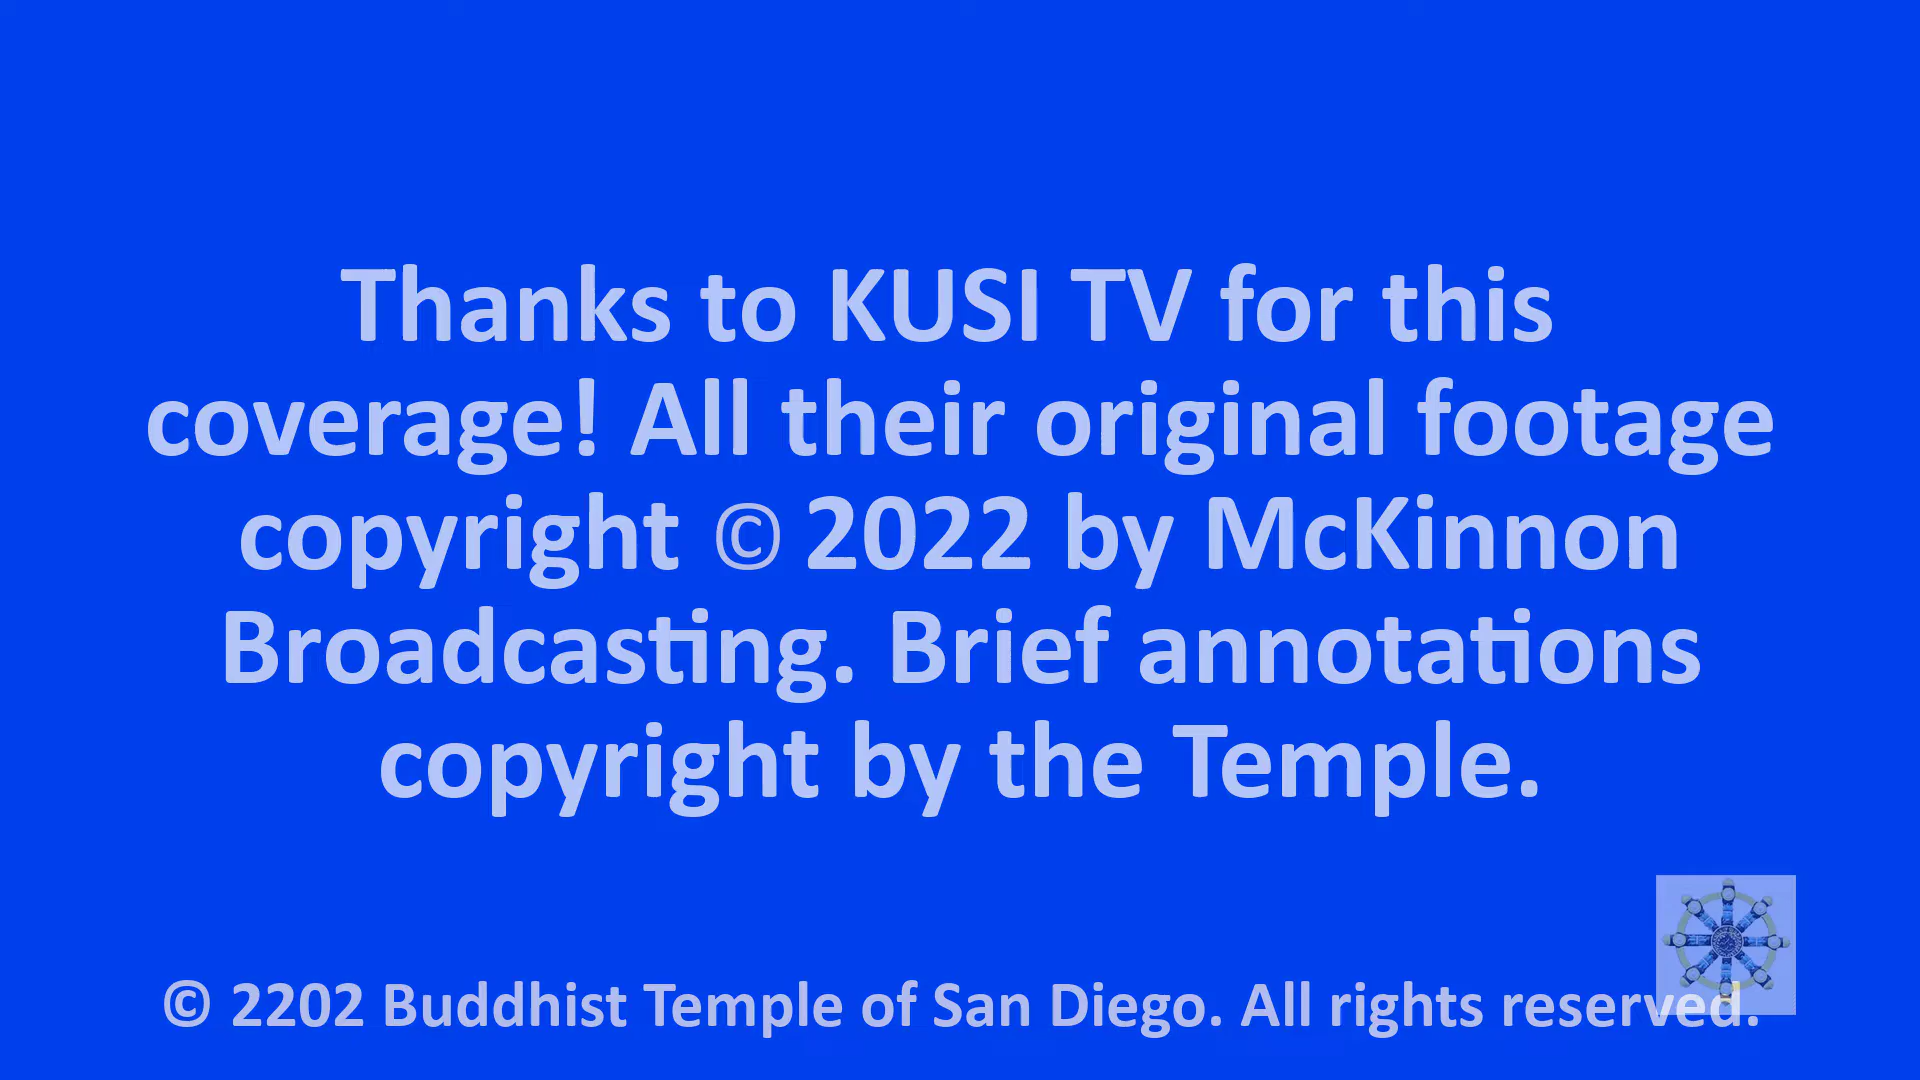 Thanks to KUSI TV for this
coverage! All their original footage
copyright © 2022 by McKinnon
Broadcasting. Brief annotations
copyright by the Temple.
© 2202 Buddhist Temple of San Diego. All rights reserved.